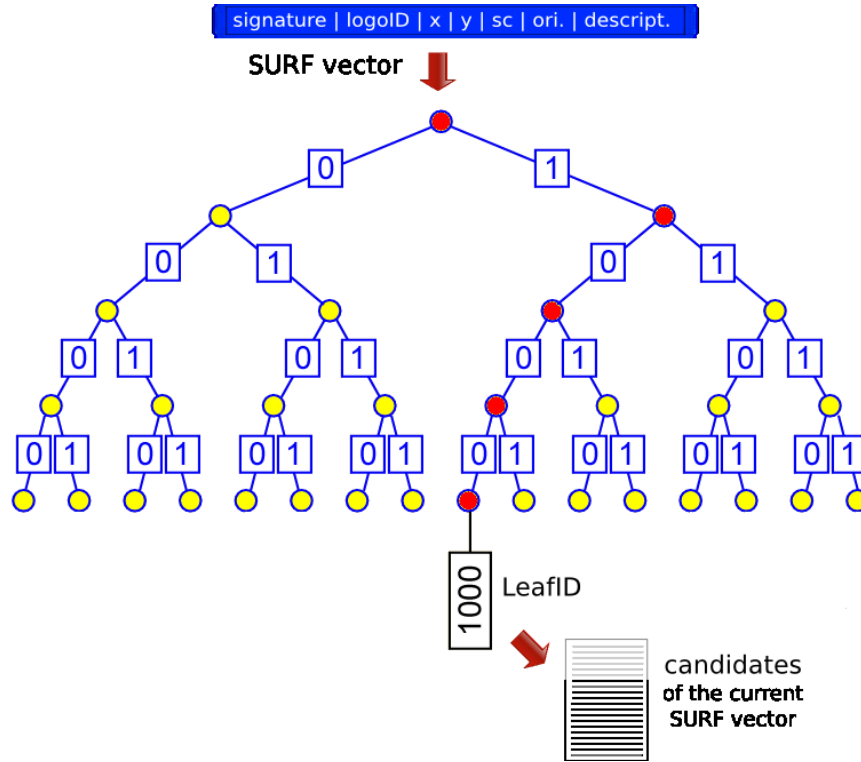 signature | logoID | x | y | sc | ori. | descript.
SURF vector
0 1
0 1 0 1
0 1 0 1 0 1 0 1
0 1 0 1 0 1 0 1 0 1 0 1 0 1 0 1
1000
LeafID
candidates
of the current
SURF vector